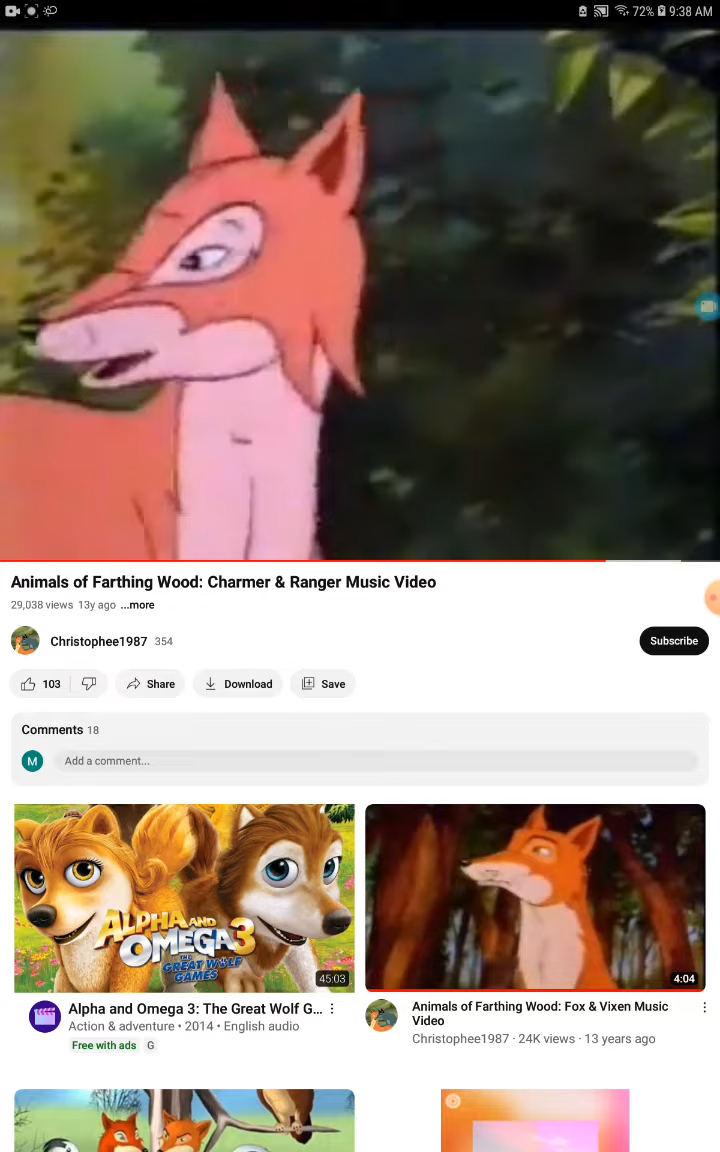 72% 9:38 AM
Animals of Farthing Wood: Charmer & Ranger Music Video
29,038 views 13y ago ...more
Christophee1987 354
Subscribe
103
Share
Download
Save
Comments 18
M
Add a comment...
ALPHA AND OMEGA 3
THE GREAT WOLF GAMES
45:03
4:04
Alpha and Omega 3: The Great Wolf G...
Action & adventure • 2014 • English audio
Free with ads G
Animals of Farthing Wood: Fox & Vixen Music
Video
Christophee1987 · 24K views · 13 years ago